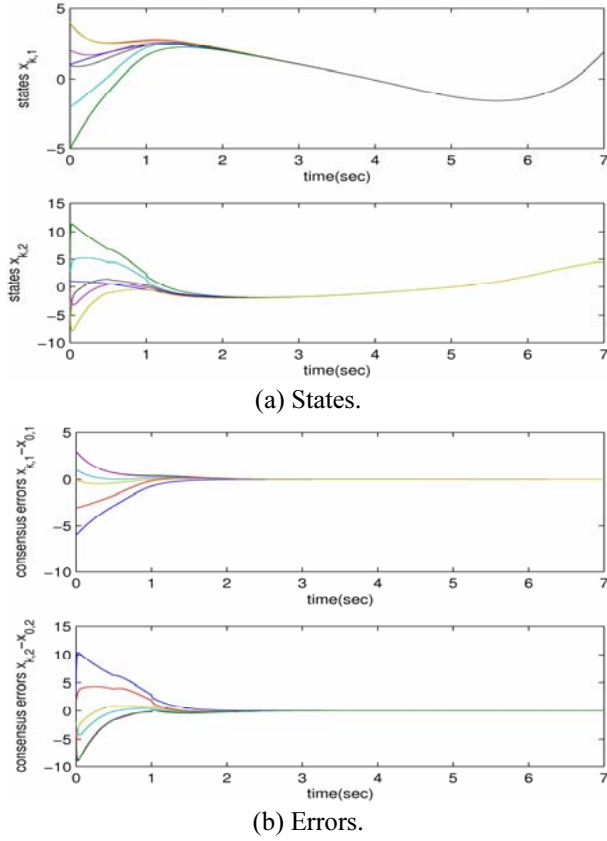 5
0
−5
0 1 2 3 4 5 6 7
states x_{k,1}
time(sec)
15
10
5
0
−5
−10
0 1 2 3 4 5 6 7
states x_{k,2}
time(sec)
(a) States.
5
0
−5
−10
0 1 2 3 4 5 6 7
consensus errors x_{k,1}−x_{0,1}
time(sec)
15
10
5
0
−5
−10
0 1 2 3 4 5 6 7
consensus errors x_{k,2}−x_{0,2}
time(sec)
(b) Errors.